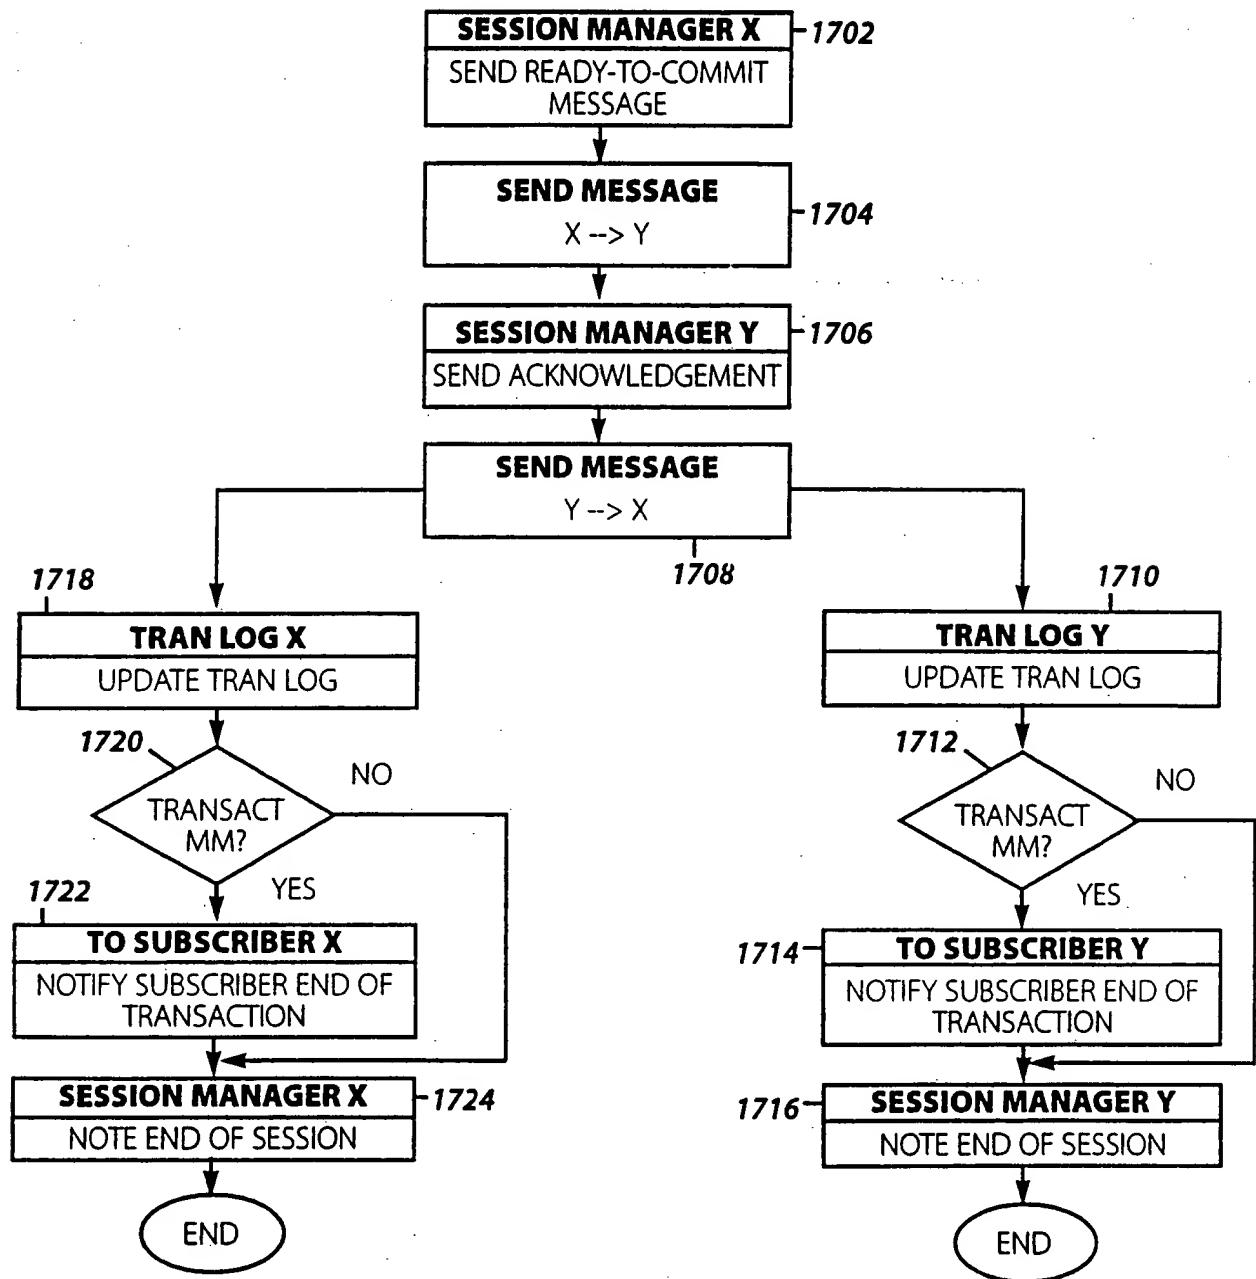 SESSION MANAGER X
1702
SEND READY-TO-COMMIT
MESSAGE
SEND MESSAGE
X --> Y
1704
SESSION MANAGER Y
1706
SEND ACKNOWLEDGEMENT
SEND MESSAGE
Y --> X
1708
1718
TRAN LOG X
UPDATE TRAN LOG
1720
TRANSACT
MM?
NO
YES
1722
TO SUBSCRIBER X
NOTIFY SUBSCRIBER END OF
TRANSACTION
SESSION MANAGER X
1724
NOTE END OF SESSION
END
1710
TRAN LOG Y
UPDATE TRAN LOG
1712
TRANSACT
MM?
NO
YES
1714
TO SUBSCRIBER Y
NOTIFY SUBSCRIBER END OF
TRANSACTION
1716
SESSION MANAGER Y
NOTE END OF SESSION
END